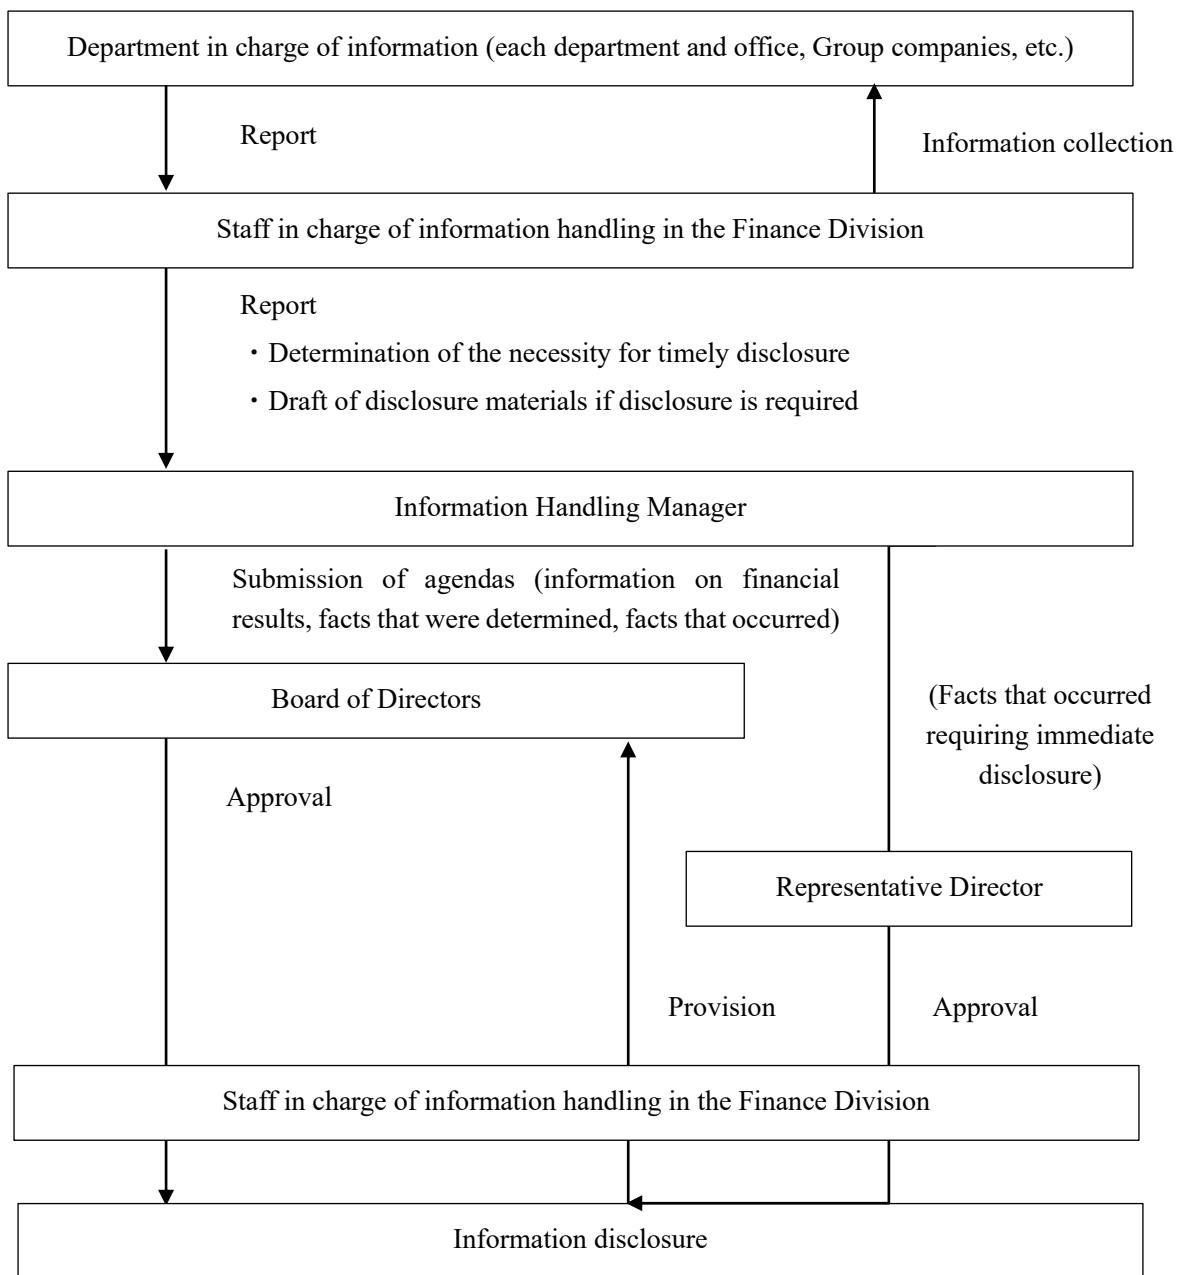 Department in charge of information (each department and office, Group companies, etc.)
Report
Information collection
Staff in charge of information handling in the Finance Division
Report
・Determination of the necessity for timely disclosure
・Draft of disclosure materials if disclosure is required
Information Handling Manager
Submission of agendas (information on financial
results, facts that were determined, facts that occurred)
Board of Directors
(Facts that occurred
requiring immediate
disclosure)
Approval
Representative Director
Provision
Approval
Staff in charge of information handling in the Finance Division
Information disclosure